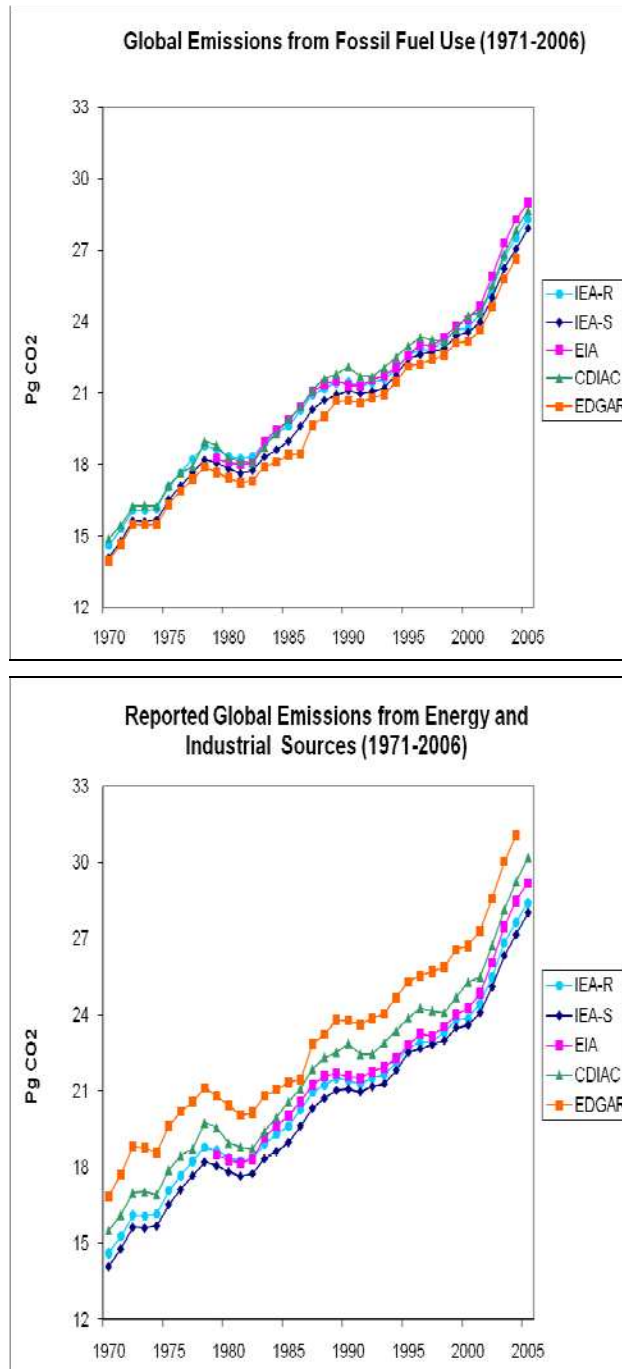 Global Emissions from Fossil Fuel Use (1971-2006)
33
30
27
24
21
18
15
12
Pg CO2
1970 1975 1980 1985 1990 1995 2000 2005
IEA-R
IEA-S
EIA
CDIAC
EDGAR
Reported Global Emissions from Energy and
Industrial Sources (1971-2006)
33
30
27
24
21
18
15
12
Pg CO2
1970 1975 1980 1985 1990 1995 2000 2005
IEA-R
IEA-S
EIA
CDIAC
EDGAR